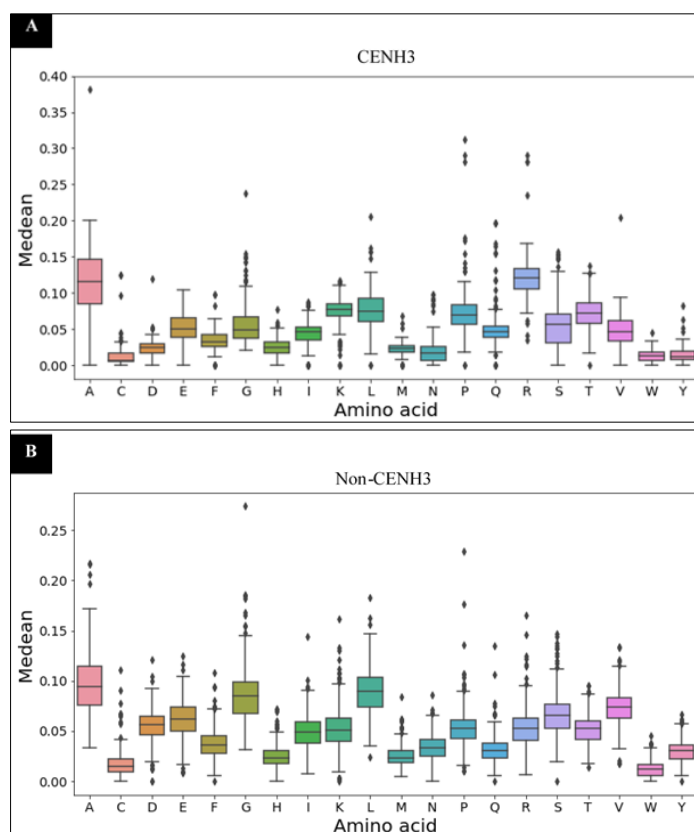 A
CENH3
0.40
0.35
0.30
0.25
0.20
0.15
0.10
0.05
0.00
Medean
A C D E F G H I K L M N P Q R S T V W Y
Amino acid
B
Non-CENH3
0.25
0.20
0.15
0.10
0.05
0.00
Medean
A C D E F G H I K L M N P Q R S T V W Y
Amino acid